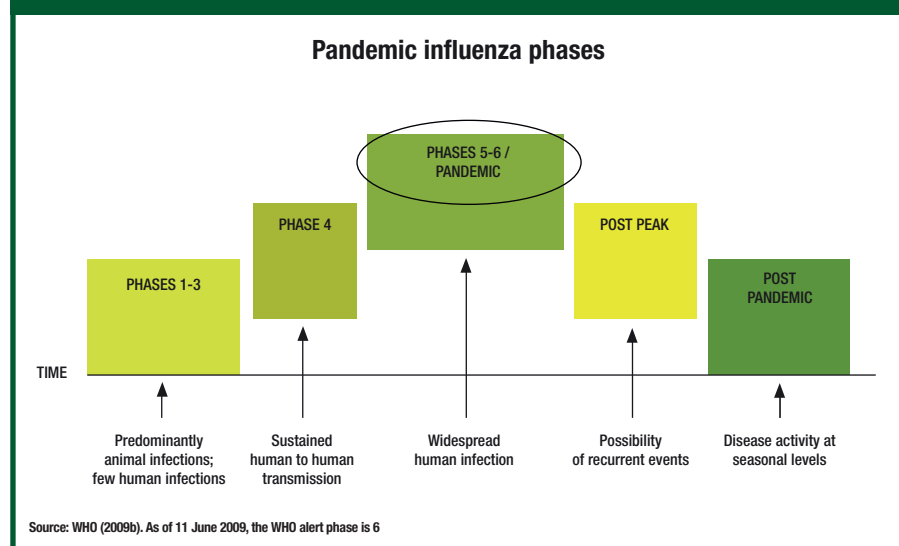 Pandemic influenza phases
PHASES 5-6 /
PANDEMIC
PHASE 4
POST PEAK
PHASES 1-3
POST
PANDEMIC
TIME
Predominantly
animal infections;
few human infections
Sustained
human to human
transmission
Widespread
human infection
Possibility
of recurrent events
Disease activity at
seasonal levels
Source: WHO (2009b). As of 11 June 2009, the WHO alert phase is 6